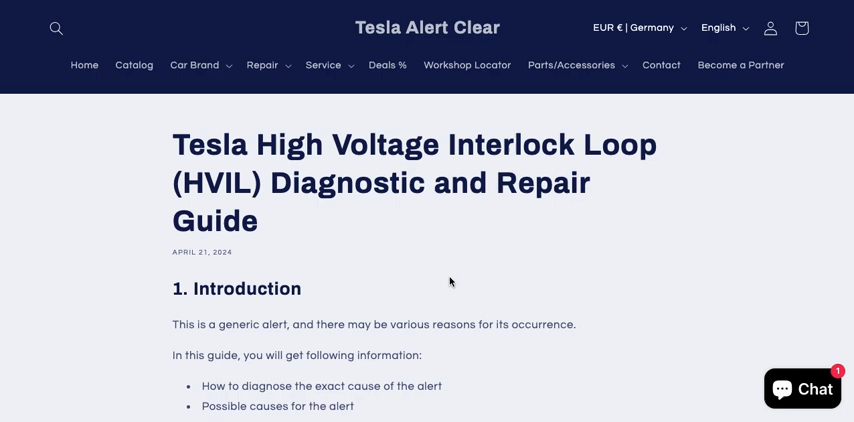 Tesla Alert Clear
EUR € | Germany
English
Home
Catalog
Car Brand
Repair
Service
Deals %
Workshop Locator
Parts/Accessories
Contact
Become a Partner
Tesla High Voltage Interlock Loop
(HVIL) Diagnostic and Repair
Guide
APRIL 21, 2024
1. Introduction
This is a generic alert, and there may be various reasons for its occurrence.
In this guide, you will get following information:
• How to diagnose the exact cause of the alert
• Possible causes for the alert
1
Chat